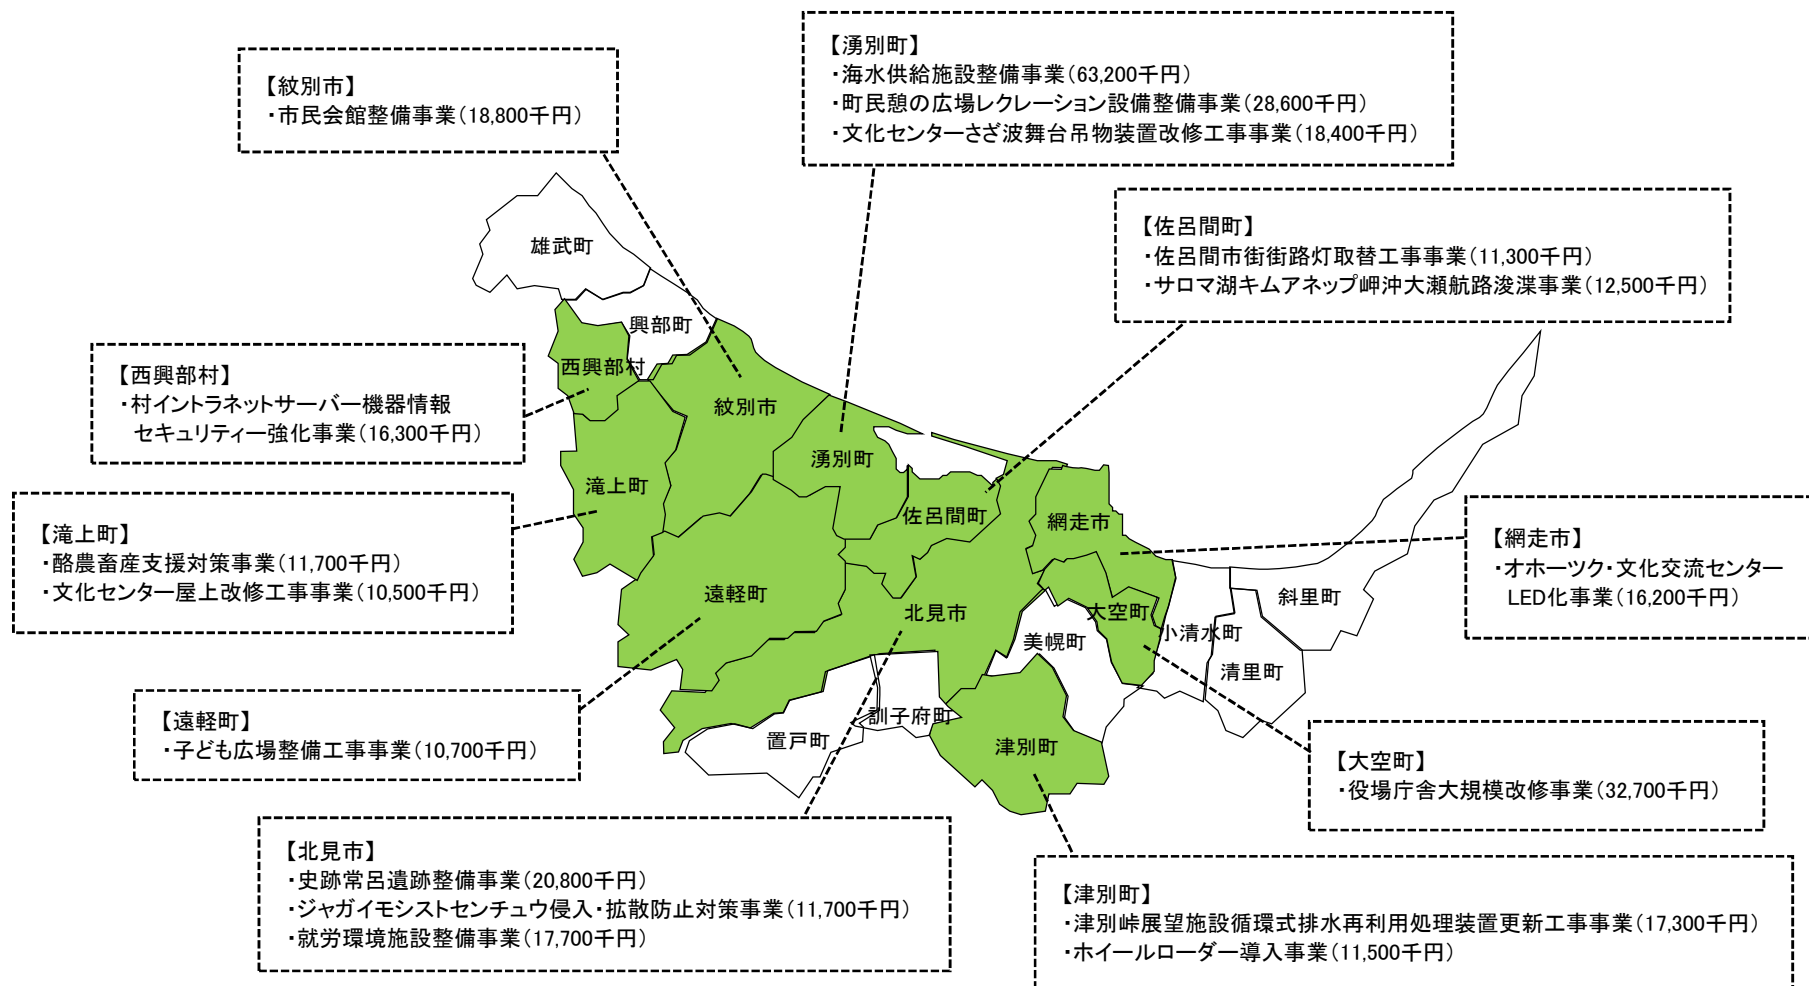 【紋別市】
・市民会館整備事業（18,800千円）
【湧別町】
・海水供給施設整備事業（63,200千円）
・町民憩の広場レクレーション設備整備事業（28,600千円）
・文化センターさざ波舞台吊物装置改修工事事業（18,400千円）
【佐呂間町】
・佐呂間市街街路灯取替工事事業（11,300千円）
・サロマ湖キムアネップ岬沖大瀬航路浚渫事業（12,500千円）
【西興部村】
・村イントラネットサーバー機器情報
セキュリティー強化事業（16,300千円）
【滝上町】
・酪農畜産支援対策事業（11,700千円）
・文化センター屋上改修工事事業（10,500千円）
【網走市】
・オホーツク・文化交流センター
LED化事業（16,200千円）
【遠軽町】
・子ども広場整備工事事業（10,700千円）
【大空町】
・役場庁舎大規模改修事業（32,700千円）
【北見市】
・史跡常呂遺跡整備事業（20,800千円）
・ジャガイモシストセンチュウ侵入・拡散防止対策事業（11,700千円）
・就労環境施設整備事業（17,700千円）
【津別町】
・津別峠展望施設循環式排水再利用処理装置更新工事事業（17,300千円）
・ホイールローダー導入事業（11,500千円）
雄武町
興部町
西興部村
紋別市
滝上町
湧別町
佐呂間町
網走市
遠軽町
北見市
大空町
美幌町
小清水町
斜里町
清里町
訓子府町
置戸町
津別町